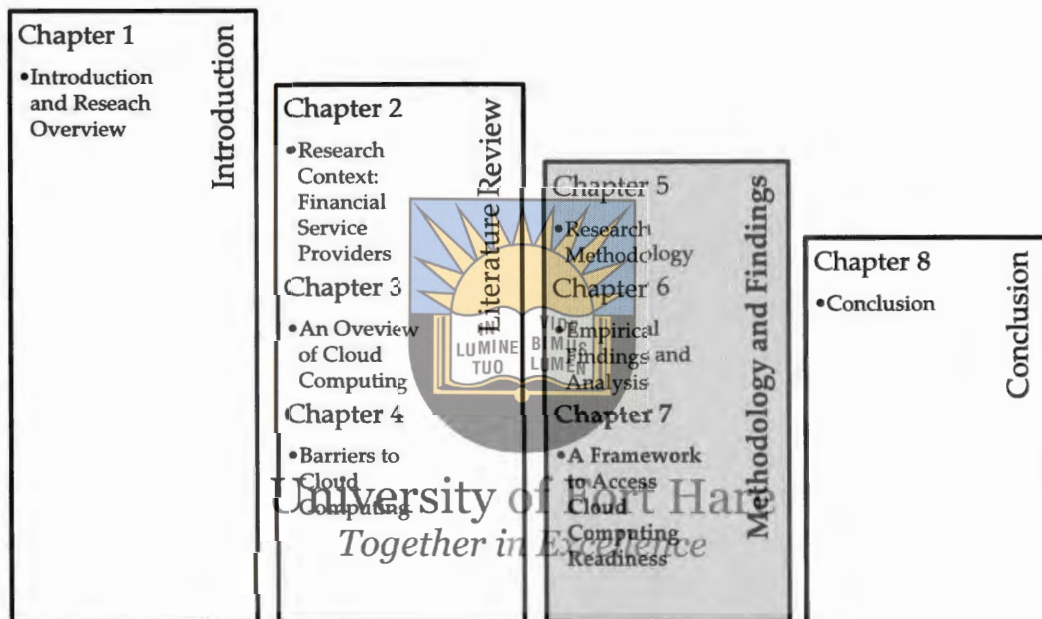 Chapter 1
•Introduction
and Reseach
Overview
Introduction
Chapter 2
•Research
Context:
Financial
Service
Providers
Chapter 3
•An Oveview
of Cloud
Computing
Chapter 4
•Barriers to
Cloud
Computing
Literature Review
Chapter 5
•Research
Methodology
Chapter 6
•Empirical
Findings and
Analysis
Chapter 7
•A Framework
to Access
Cloud
Computing
Readiness
Methodology and Findings
Chapter 8
•Conclusion
Conclusion
LUMINE
TUO
VIDE
BIMUS
LUMEN
University of Fort Hare
Together in Excellence